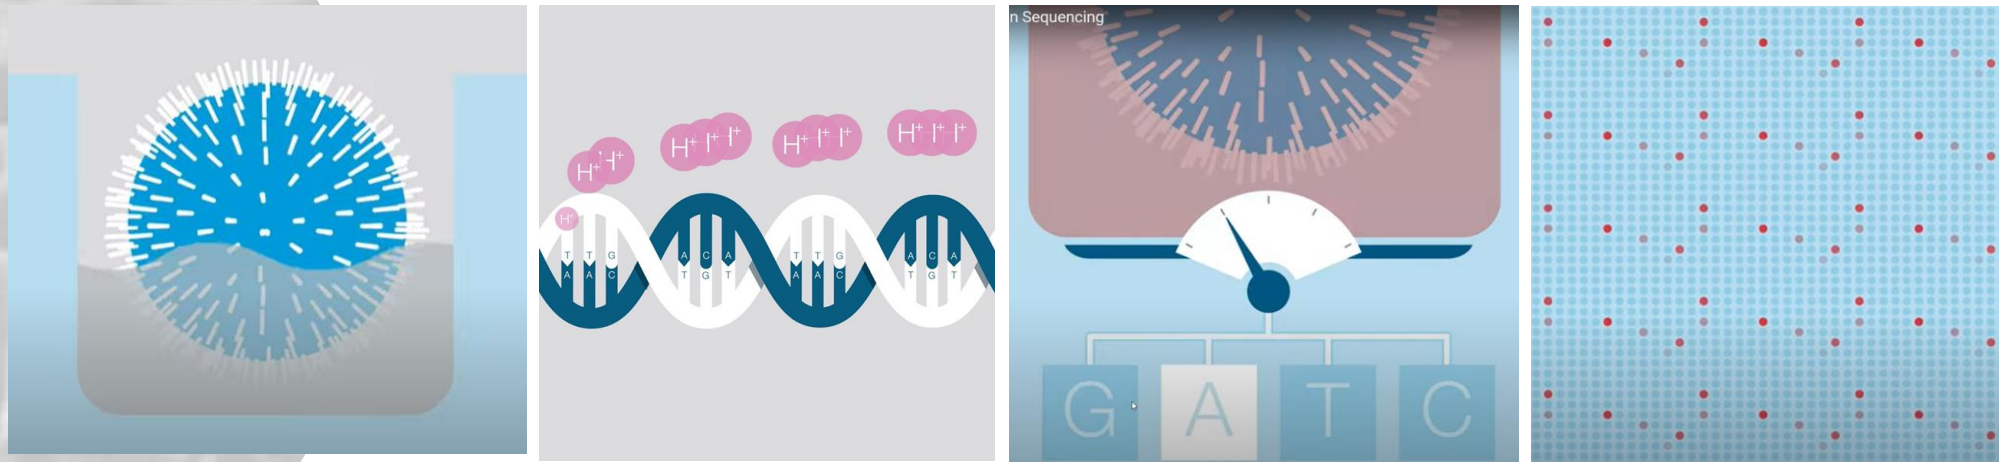 H⁺ H⁺
H⁺ I⁺ I⁺
H⁺ I⁺ I⁺
H⁺ I⁺ I⁺
H⁺
T T G
A A C
A C A
T G T
T T G
A A C
A C A
T G T
n Sequencing
G A T C